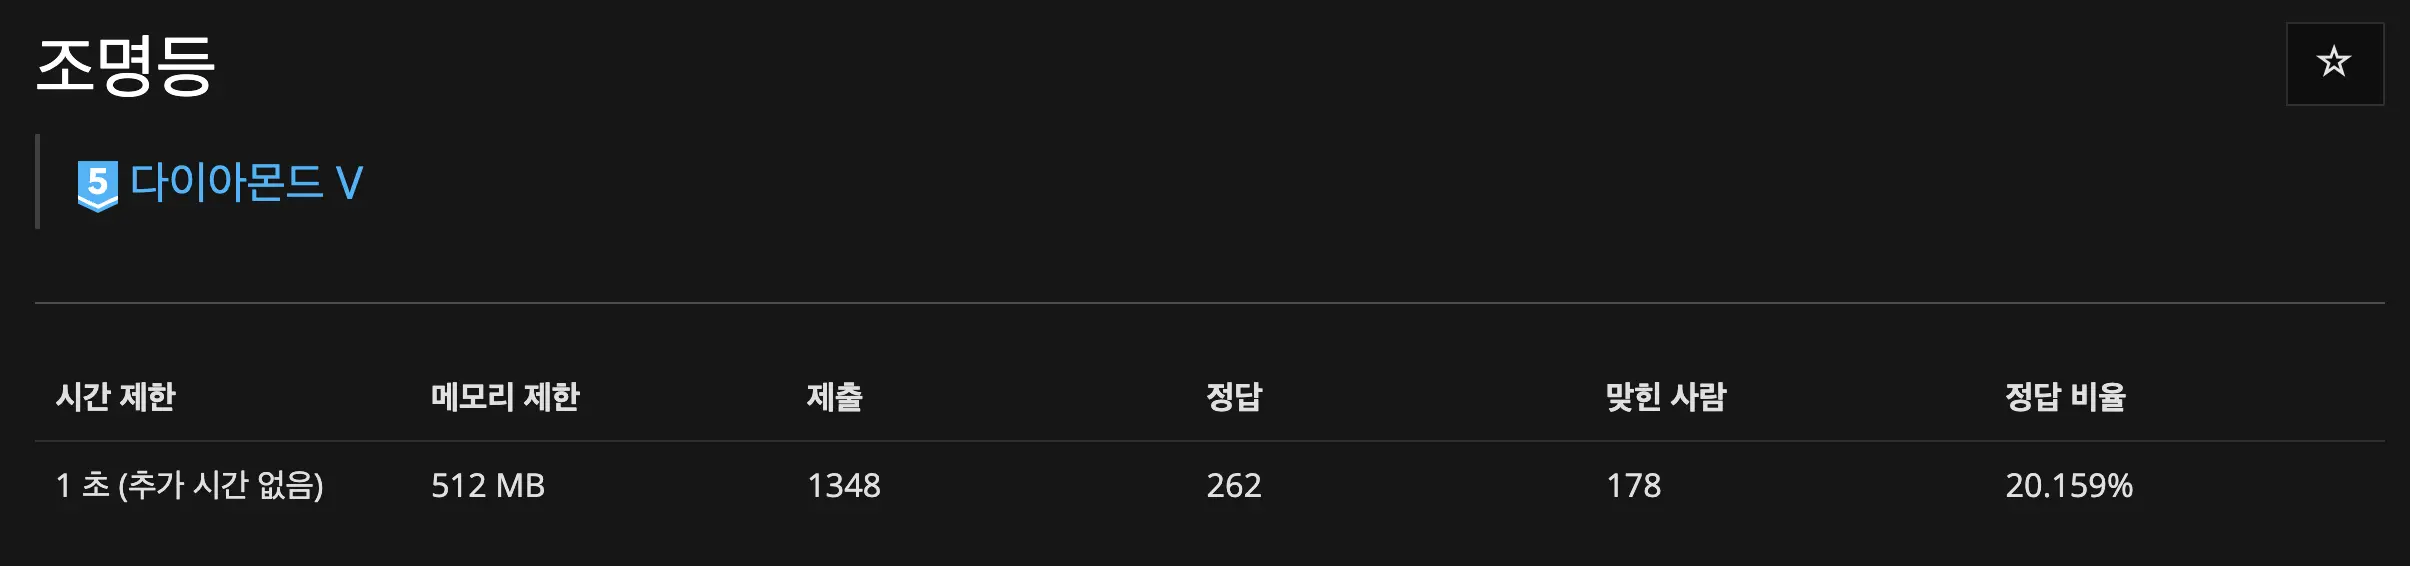 조명등
☆
5 다이아몬드 V
시간 제한 메모리 제한 제출 정답 맞힌 사람 정답 비율
1 초 (추가 시간 없음) 512 MB 1348 262 178 20.159%